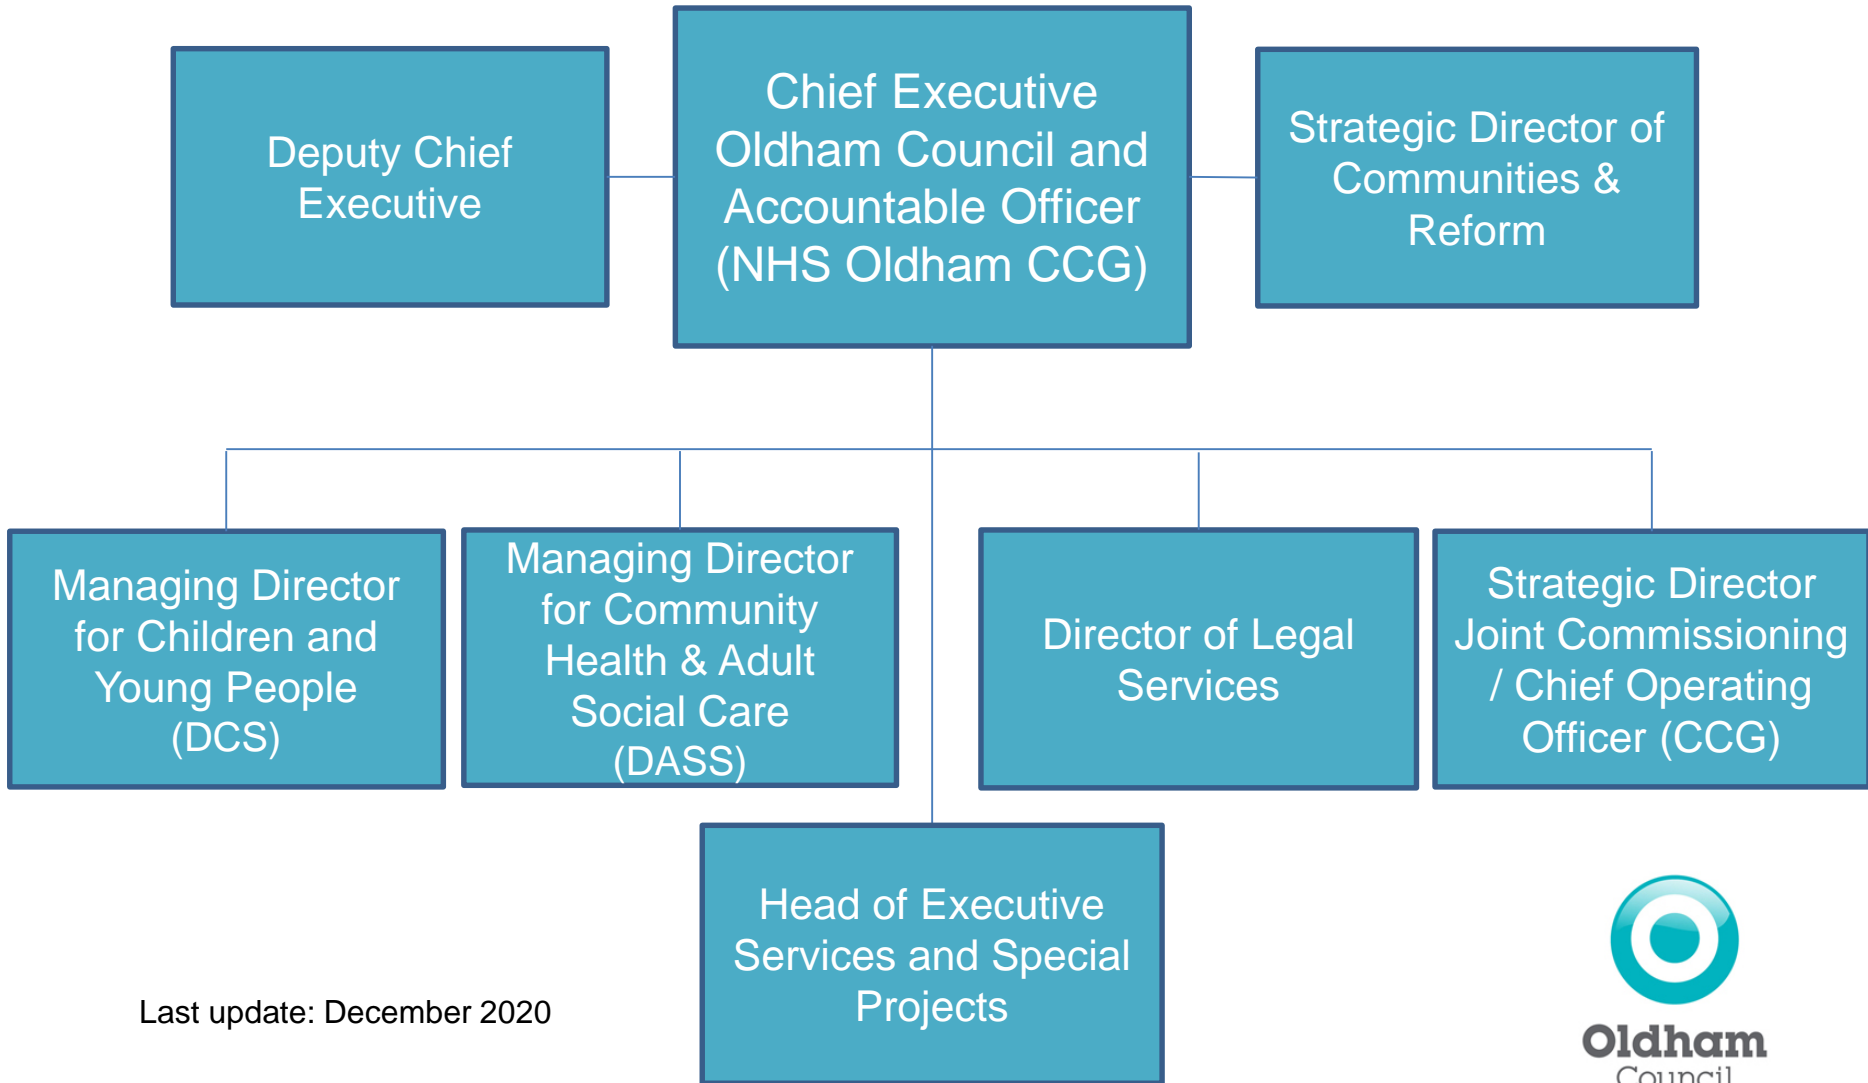 Deputy Chief
Executive
Chief Executive
Oldham Council and
Accountable Officer
(NHS Oldham CCG)
Strategic Director of
Communities &
Reform
Managing Director
for Children and
Young People
(DCS)
Managing Director
for Community
Health & Adult
Social Care
(DASS)
Director of Legal
Services
Strategic Director
Joint Commissioning
/ Chief Operating
Officer (CCG)
Head of Executive
Services and Special
Projects
Last update: December 2020
Oldham
Council